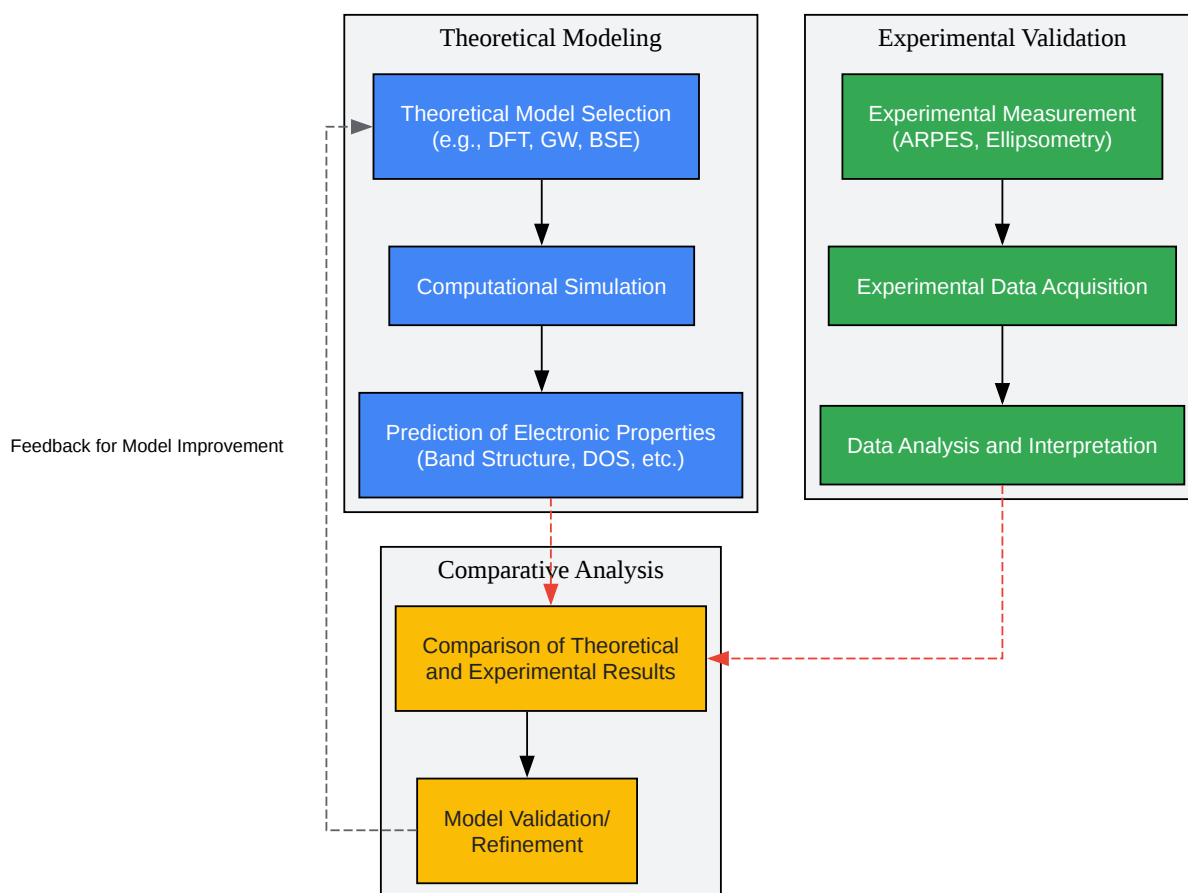 Theoretical Modeling
Theoretical Model Selection
(e.g., DFT, GW, BSE)
Computational Simulation
Prediction of Electronic Properties
(Band Structure, DOS, etc.)
Experimental Validation
Experimental Measurement
(ARPES, Ellipsometry)
Experimental Data Acquisition
Data Analysis and Interpretation
Feedback for Model Improvement
Comparative Analysis
Comparison of Theoretical
and Experimental Results
Model Validation/
Refinement